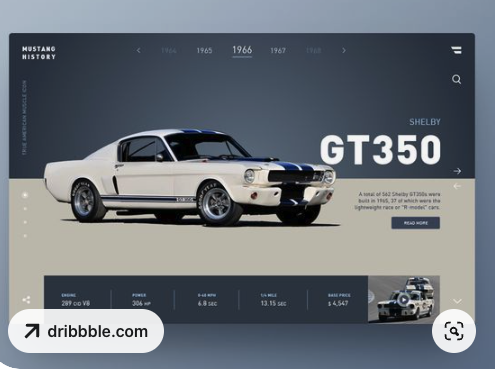 MUSTANG
HISTORY
1964 1965 1966 1967 1968
TRUE AMERICAN MUSCLE ICON
SHELBY
GT350
A total of 562 Shelby GT350s were
built in 1965, 37 of which were the
lightweight race or "R-model" cars.
READ MORE
ENGINE
289 CID V8
POWER
306 HP
0-60 MPH
6.8 SEC
1/4 MILE
13.15 SEC
BASE PRICE
$ 4,547
dribbble.com